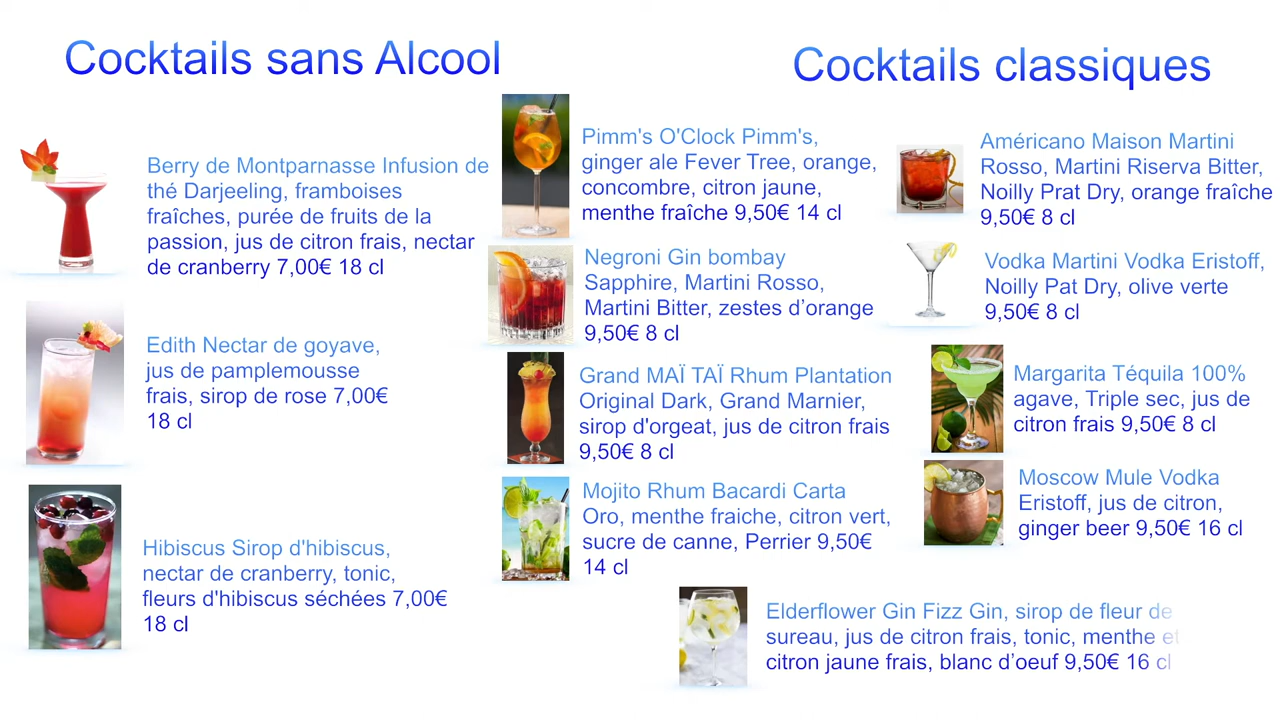 Cocktails sans Alcool
Berry de Montparnasse Infusion de
thé Darjeeling, framboises
fraîches, purée de fruits de la
passion, jus de citron frais, nectar
de cranberry 7,00€ 18 cl
Edith Nectar de goyave,
jus de pamplemousse
frais, sirop de rose 7,00€
18 cl
Hibiscus Sirop d'hibiscus,
nectar de cranberry, tonic,
fleurs d'hibiscus séchées 7,00€
18 cl
Cocktails classiques
Pimm's O'Clock Pimm's,
ginger ale Fever Tree, orange,
concombre, citron jaune,
menthe fraîche 9,50€ 14 cl
Negroni Gin bombay
Sapphire, Martini Rosso,
Martini Bitter, zestes d’orange
9,50€ 8 cl
Grand MAÏ TAÏ Rhum Plantation
Original Dark, Grand Marnier,
sirop d'orgeat, jus de citron frais
9,50€ 8 cl
Mojito Rhum Bacardi Carta
Oro, menthe fraiche, citron vert,
sucre de canne, Perrier 9,50€
14 cl
Américano Maison Martini
Rosso, Martini Riserva Bitter,
Noilly Prat Dry, orange fraîche
9,50€ 8 cl
Vodka Martini Vodka Eristoff,
Noilly Pat Dry, olive verte
9,50€ 8 cl
Margarita Téquila 100%
agave, Triple sec, jus de
citron frais 9,50€ 8 cl
Moscow Mule Vodka
Eristoff, jus de citron,
ginger beer 9,50€ 16 cl
Elderflower Gin Fizz Gin, sirop de fleur de
sureau, jus de citron frais, tonic, menthe et
citron jaune frais, blanc d’oeuf 9,50€ 16 cl